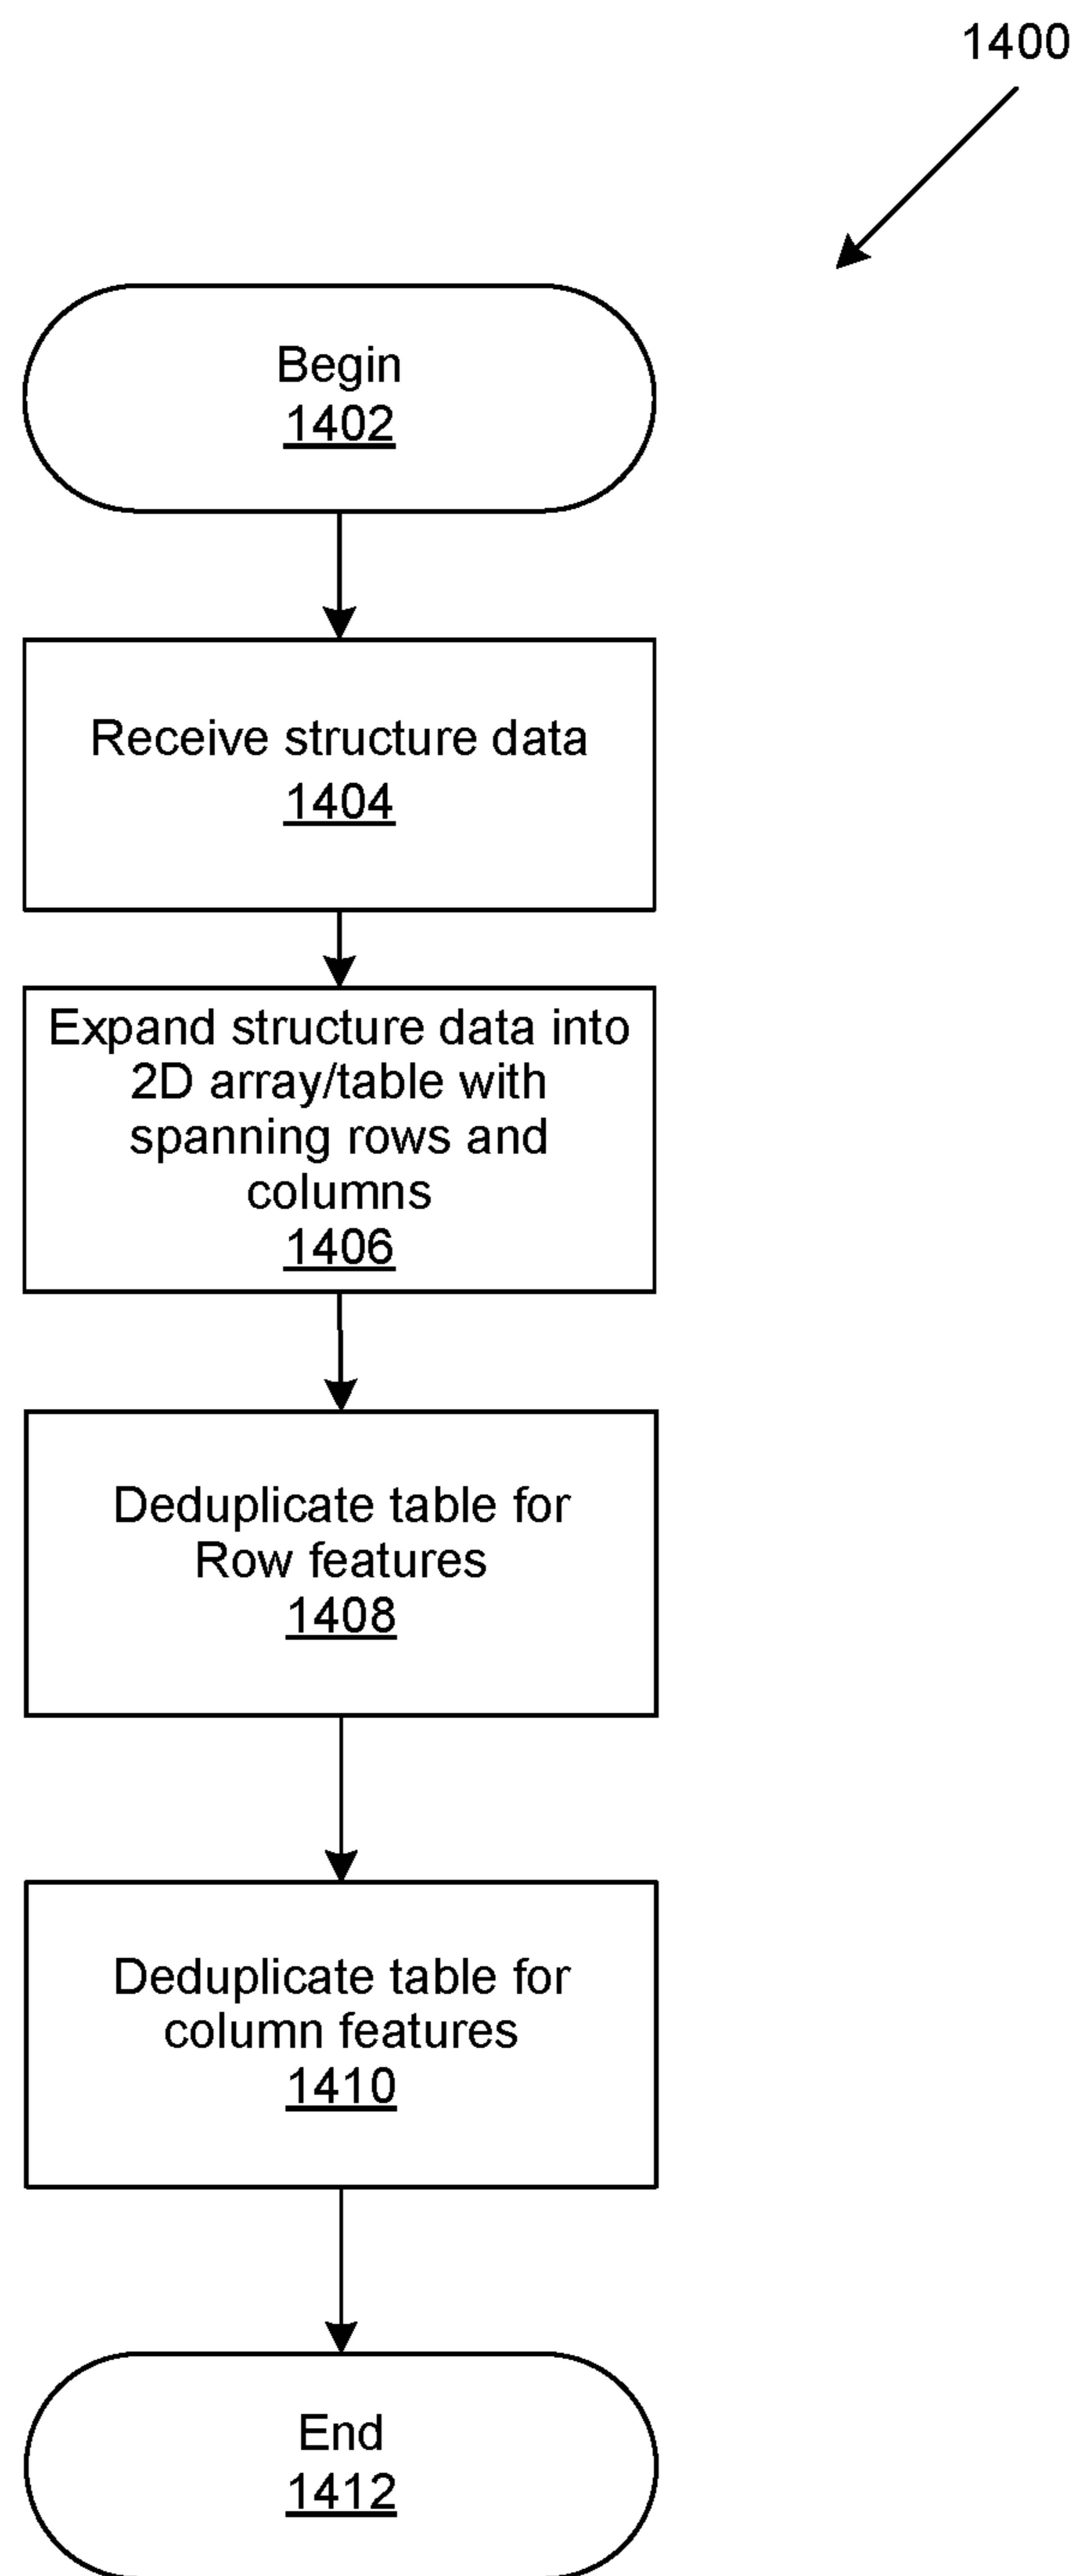 1400
Begin
1402
Receive structure data
1404
Expand structure data into
2D array/table with
spanning rows and
columns
1406
Deduplicate table for
Row features
1408
Deduplicate table for
column features
1410
End
1412